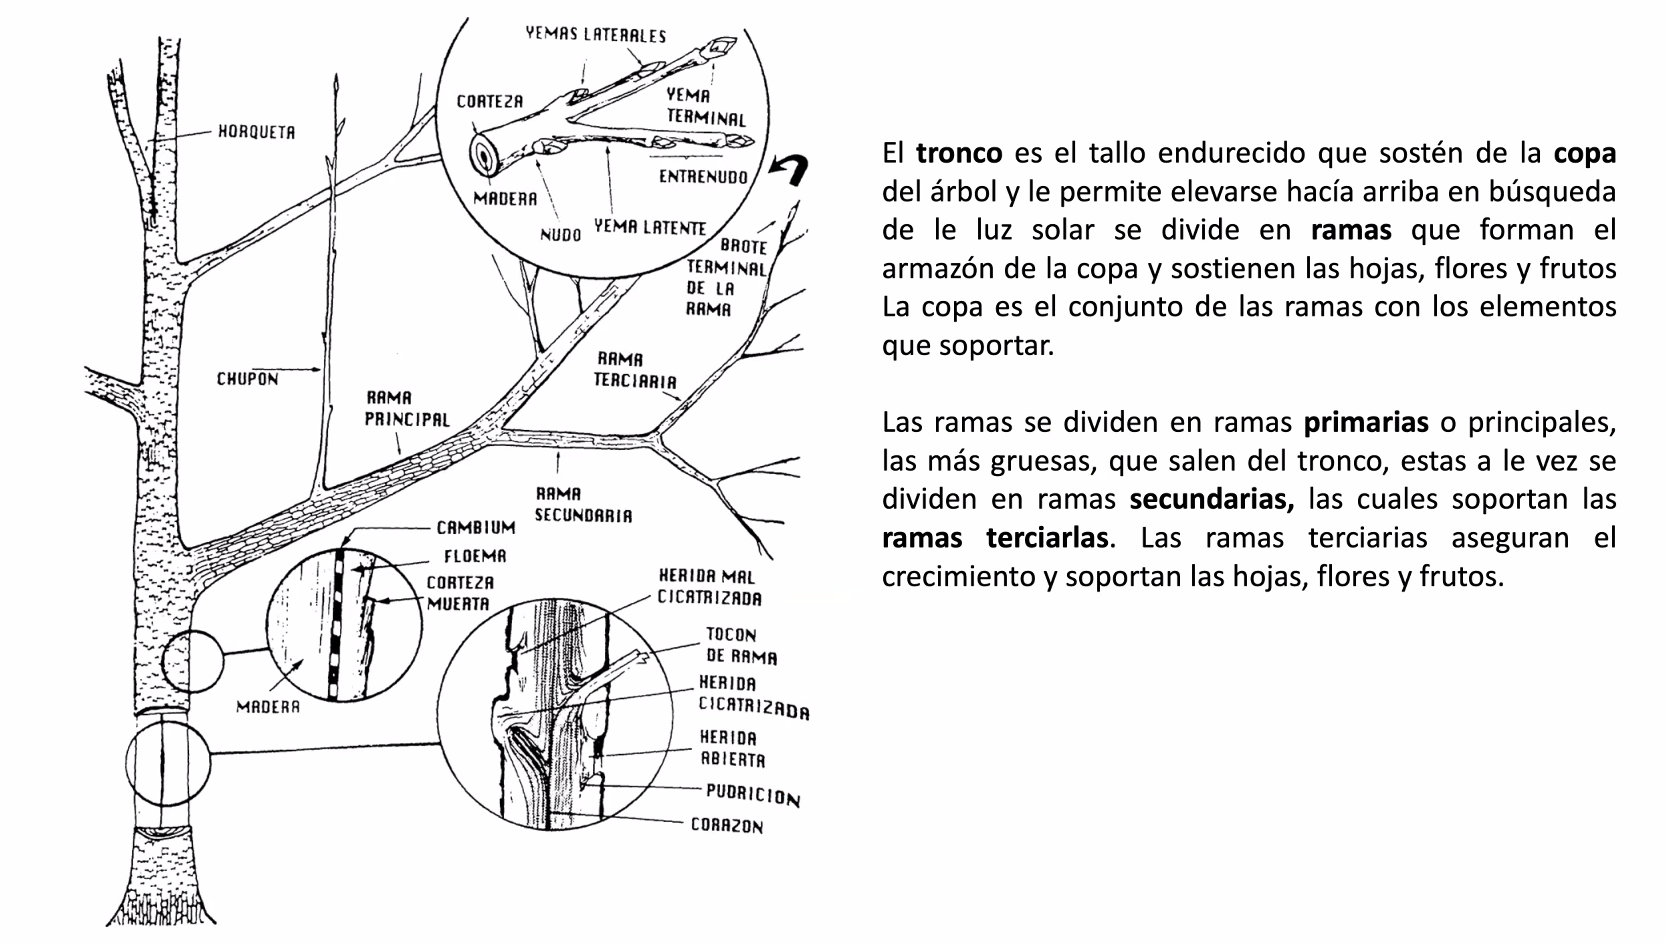 YEMAS LATERALES
CORTEZA
YEMA
TERMINAL
HORQUETA
ENTRENUDO
MADERA
NUDO
YEMA LATENTE
BROTE
TERMINAL
DE LA
RAMA
RAMA
TERCIARIA
CHUPON
RAMA
PRINCIPAL
RAMA
SECUNDARIA
CAMBIUM
FLOEMA
CORTEZA
MUERTA
MADERA
HERIDA MAL
CICATRIZADA
TOCON
DE RAMA
HERIDA
CICATRIZADA
HERIDA
ABIERTA
PUDRICION
CORAZON
El tronco es el tallo endurecido que sostén de la copa
del árbol y le permite elevarse hacía arriba en búsqueda
de le luz solar se divide en ramas que forman el
armazón de la copa y sostienen las hojas, flores y frutos
La copa es el conjunto de las ramas con los elementos
que soportar.
Las ramas se dividen en ramas primarias o principales,
las más gruesas, que salen del tronco, estas a le vez se
dividen en ramas secundarias, las cuales soportan las
ramas terciarlas. Las ramas terciarias aseguran el
crecimiento y soportan las hojas, flores y frutos.